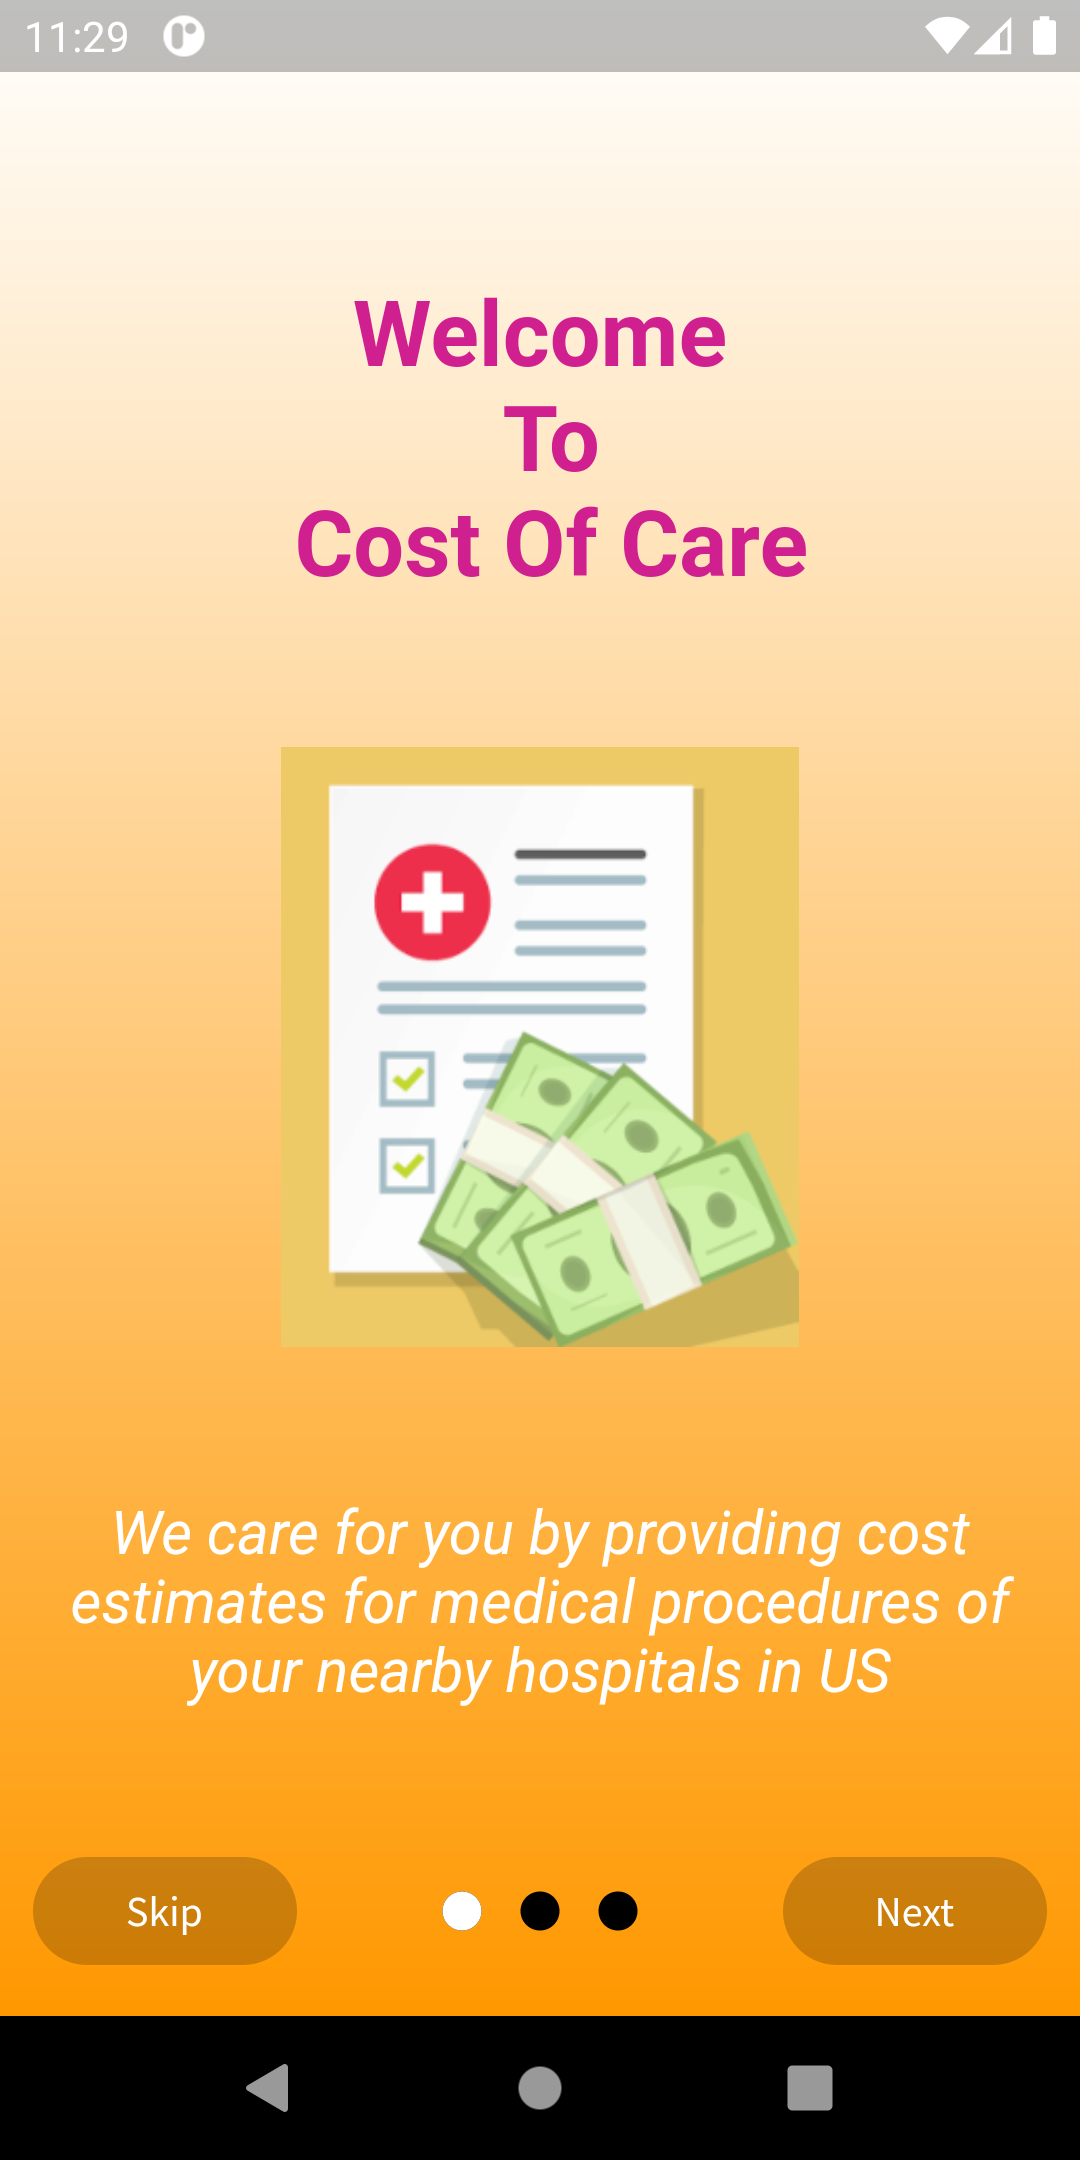 11:29
Welcome
To
Cost Of Care
We care for you by providing cost
estimates for medical procedures of
your nearby hospitals in US
Skip
Next